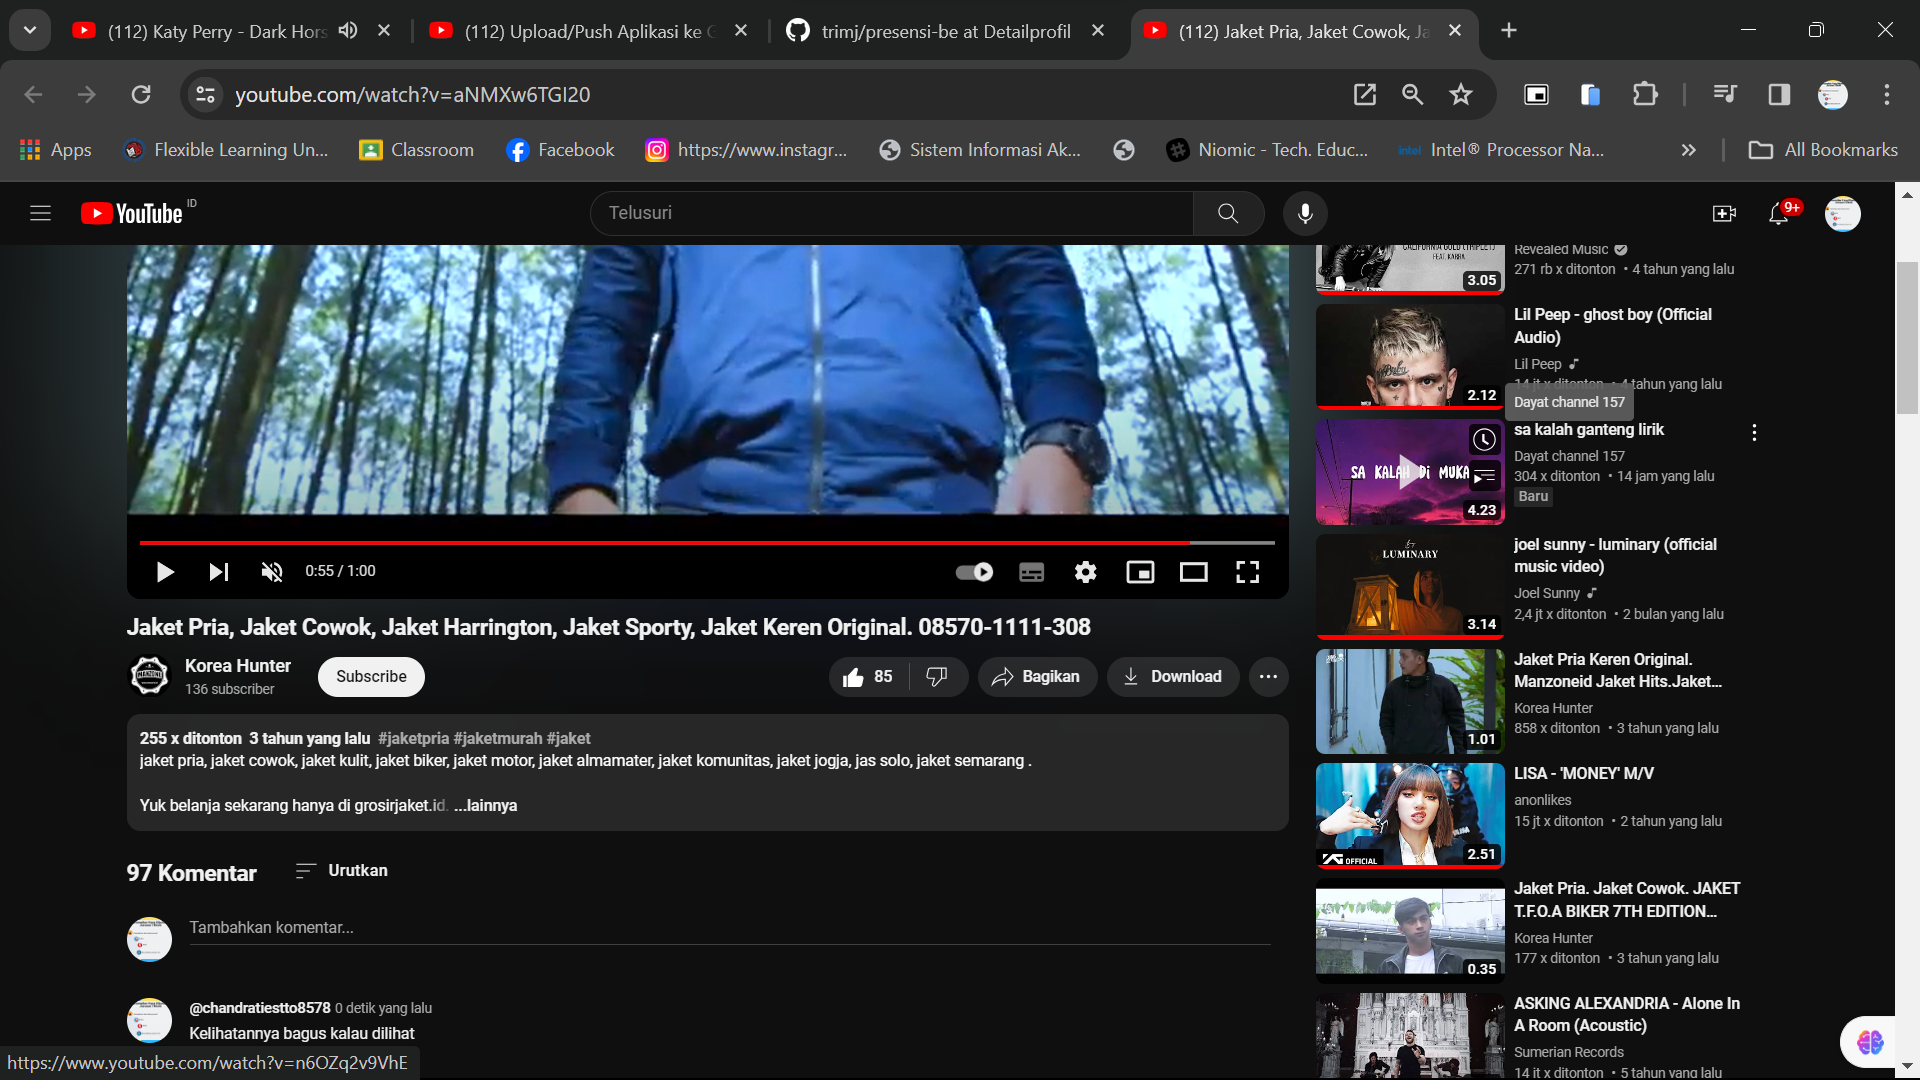 (112) Katy Perry - Dark Hors
(112) Upload/Push Aplikasi ke G
trimj/presensi-be at Detailprofil
(112) Jaket Pria, Jaket Cowok, Ja
youtube.com/watch?v=aNMXw6TGI20
Apps
Flexible Learning Un...
Classroom
Facebook
https://www.instagr...
Sistem Informasi Ak...
Niomic - Tech. Educ...
intel
Intel® Processor Na...
All Bookmarks
YouTube ID
Telusuri
9+
0:55 / 1:00
Jaket Pria, Jaket Cowok, Jaket Harrington, Jaket Sporty, Jaket Keren Original. 08570-1111-308
MANZONE
Korea Hunter
136 subscriber
Subscribe
85
Bagikan
Download
255 x ditonton 3 tahun yang lalu #jaketpria #jaketmurah #jaket
jaket pria, jaket cowok, jaket kulit, jaket biker, jaket motor, jaket almamater, jaket komunitas, jaket jogja, jas solo, jaket semarang .
Yuk belanja sekarang hanya di grosirjaket.id. ...lainnya
97 Komentar
Urutkan
Tambahkan komentar...
@chandratiestto8578 0 detik yang lalu
Kelihatannya bagus kalau dilihat
https://www.youtube.com/watch?v=n6OZq2v9VhE
CALIFORNIA GOLD (TRIPLET)
FEAT. KABBA
3.05
Revealed Music
271 rb x ditonton • 4 tahun yang lalu
2.12
Lil Peep - ghost boy (Official
Audio)
Lil Peep
14 jt x ditonton • 4 tahun yang lalu
Dayat channel 157
SA KALAH DI MUKA
4.23
sa kalah ganteng lirik
Dayat channel 157
304 x ditonton • 14 jam yang lalu
Baru
LUMINARY
3.14
joel sunny - luminary (official
music video)
Joel Sunny
2,4 jt x ditonton • 2 bulan yang lalu
1.01
Jaket Pria Keren Original.
Manzoneid Jaket Hits.Jaket...
Korea Hunter
858 x ditonton • 3 tahun yang lalu
YG OFFICIAL
2.51
LISA - 'MONEY' M/V
anonlikes
15 jt x ditonton • 2 tahun yang lalu
0.35
Jaket Pria. Jaket Cowok. JAKET
T.F.O.A BIKER 7TH EDITION...
Korea Hunter
177 x ditonton • 3 tahun yang lalu
ASKING ALEXANDRIA - Alone In
A Room (Acoustic)
Sumerian Records
14 jt x ditonton • 5 tahun yang lalu